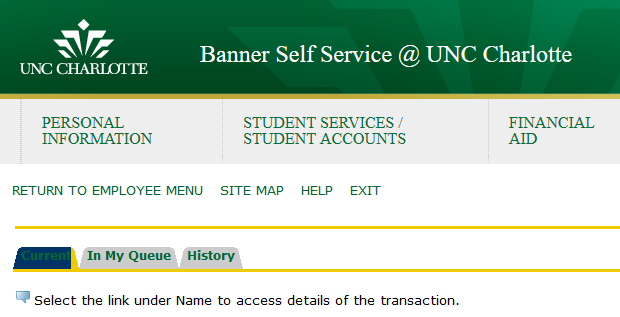 UNC CHARLOTTE
Banner Self Service @ UNC Charlotte
PERSONAL INFORMATION
STUDENT SERVICES / STUDENT ACCOUNTS
FINANCIAL AID
RETURN TO EMPLOYEE MENU SITE MAP HELP EXIT
Current In My Queue History
Select the link under Name to access details of the transaction.